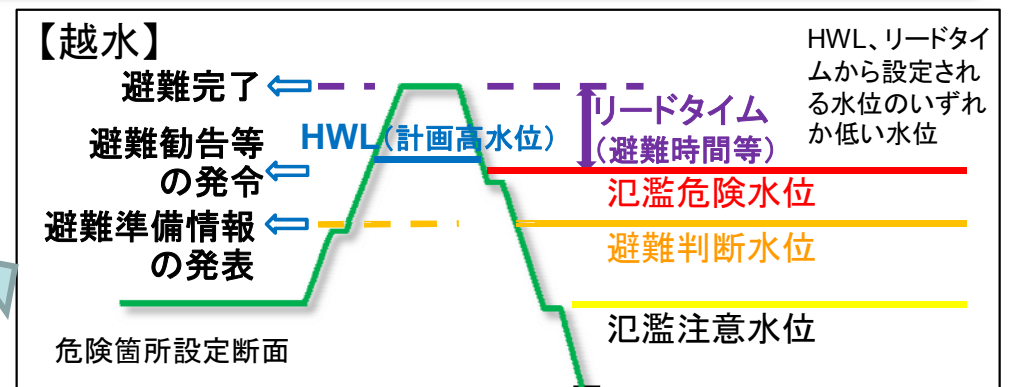 【越水】
HWL、リードタイ
ムから設定され
る水位のいずれ
か低い水位
避難完了
リードタイム
(避難時間等)
HWL(計画高水位)
避難勧告等
の発令
氾濫危険水位
避難準備情報
の発表
避難判断水位
氾濫注意水位
危険箇所設定断面